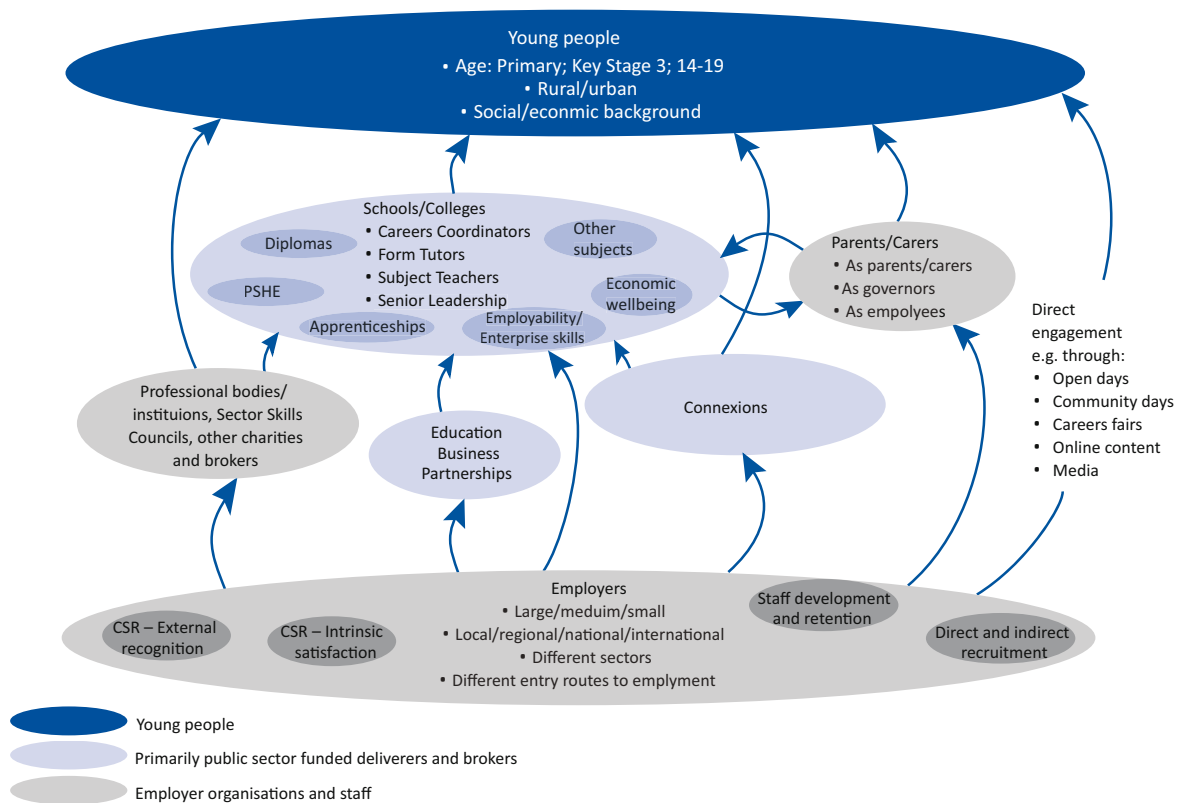 Young people
• Age: Primary; Key Stage 3; 14-19
• Rural/urban
• Social/econmic background
Schools/Colleges
• Careers Coordinators
• Form Tutors
• Subject Teachers
• Senior Leadership
Diplomas
PSHE
Apprenticeships
Employability/
Enterprise skills
Other
subjects
Economic
wellbeing
Parents/Carers
• As parents/carers
• As governors
• As empolyees
Direct
engagement
e.g. through:
• Open days
• Community days
• Careers fairs
• Online content
• Media
Professional bodies/
instituions, Sector Skills
Councils, other charities
and brokers
Education
Business
Partnerships
Connexions
Employers
• Large/meduim/small
• Local/regional/national/international
• Different sectors
• Different entry routes to emplyment
CSR – External
recognition
CSR – Intrinsic
satisfaction
Staff development
and retention
Direct and indirect
recruitment
Young people
Primarily public sector funded deliverers and brokers
Employer organisations and staff